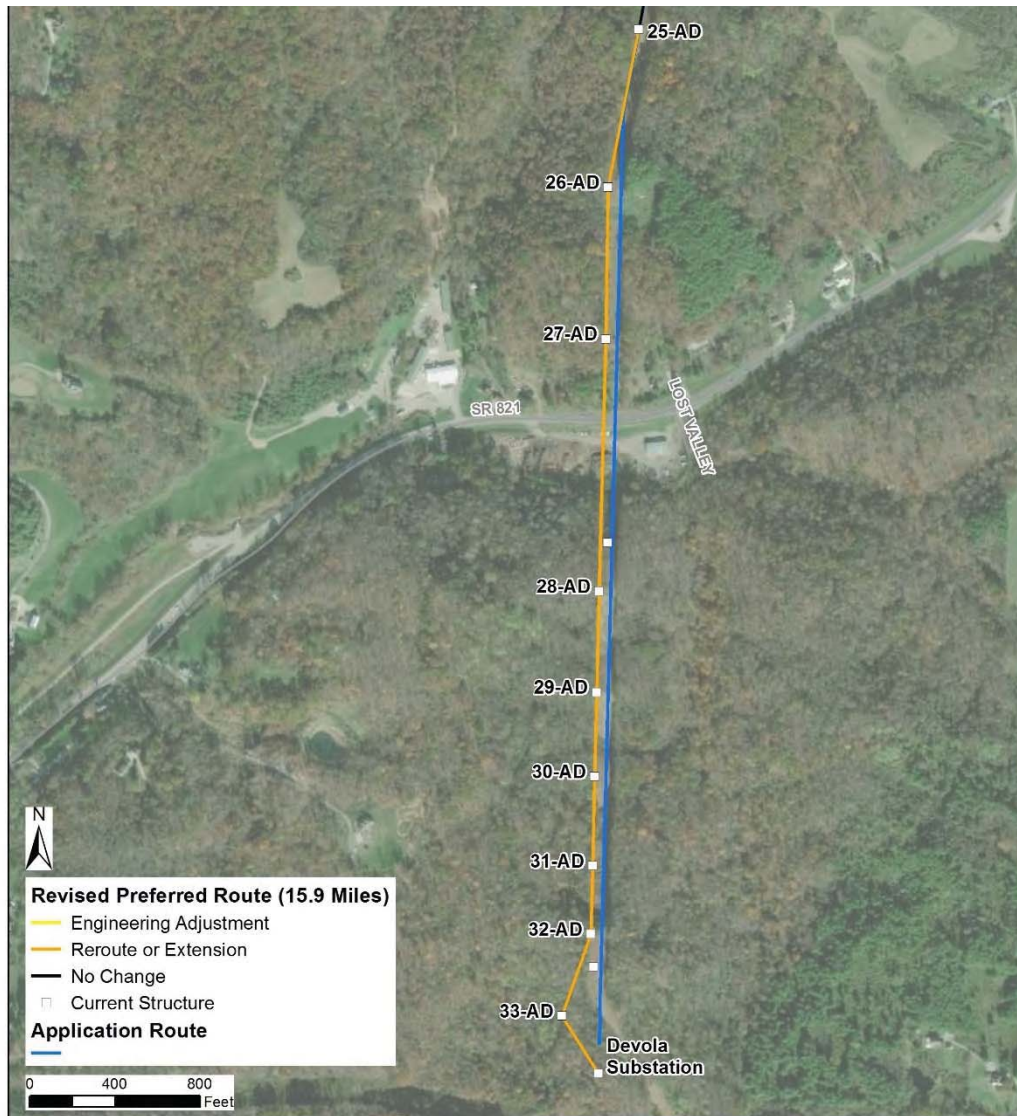 25-AD
26-AD
27-AD
SR 821
LOST VALLEY
28-AD
29-AD
30-AD
31-AD
32-AD
33-AD
Devola
Substation
N
Revised Preferred Route (15.9 Miles)
Engineering Adjustment
Reroute or Extension
No Change
Current Structure
Application Route
0 400 800
Feet